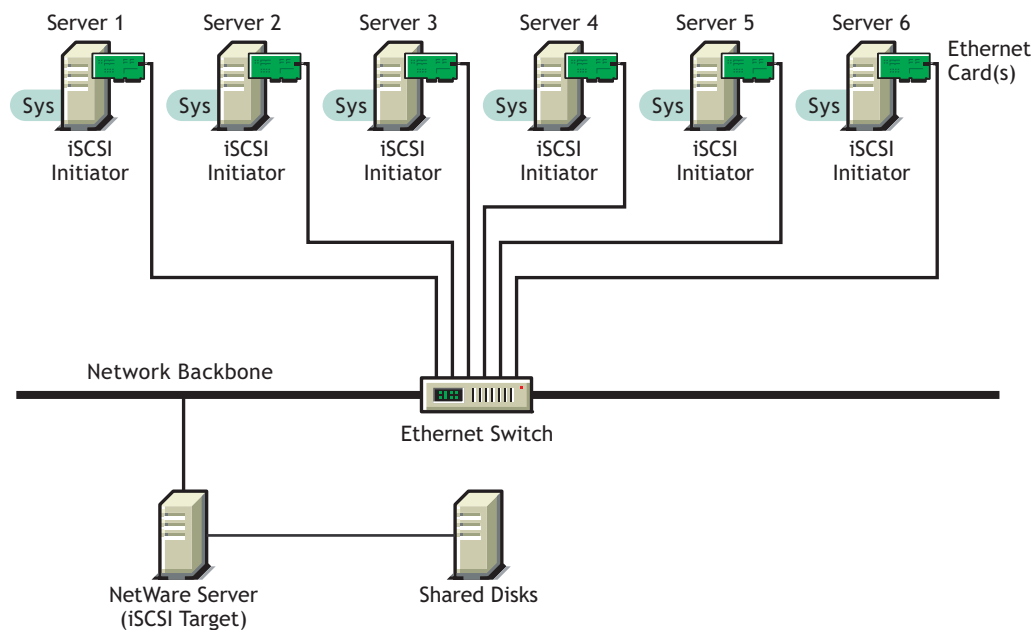 Server 1
Server 2
Server 3
Server 4
Server 5
Server 6
Ethernet
Card(s)
Sys
Sys
Sys
Sys
Sys
Sys
iSCSI
Initiator
iSCSI
Initiator
iSCSI
Initiator
iSCSI
Initiator
iSCSI
Initiator
iSCSI
Initiator
Network Backbone
Ethernet Switch
NetWare Server
(iSCSI Target)
Shared Disks